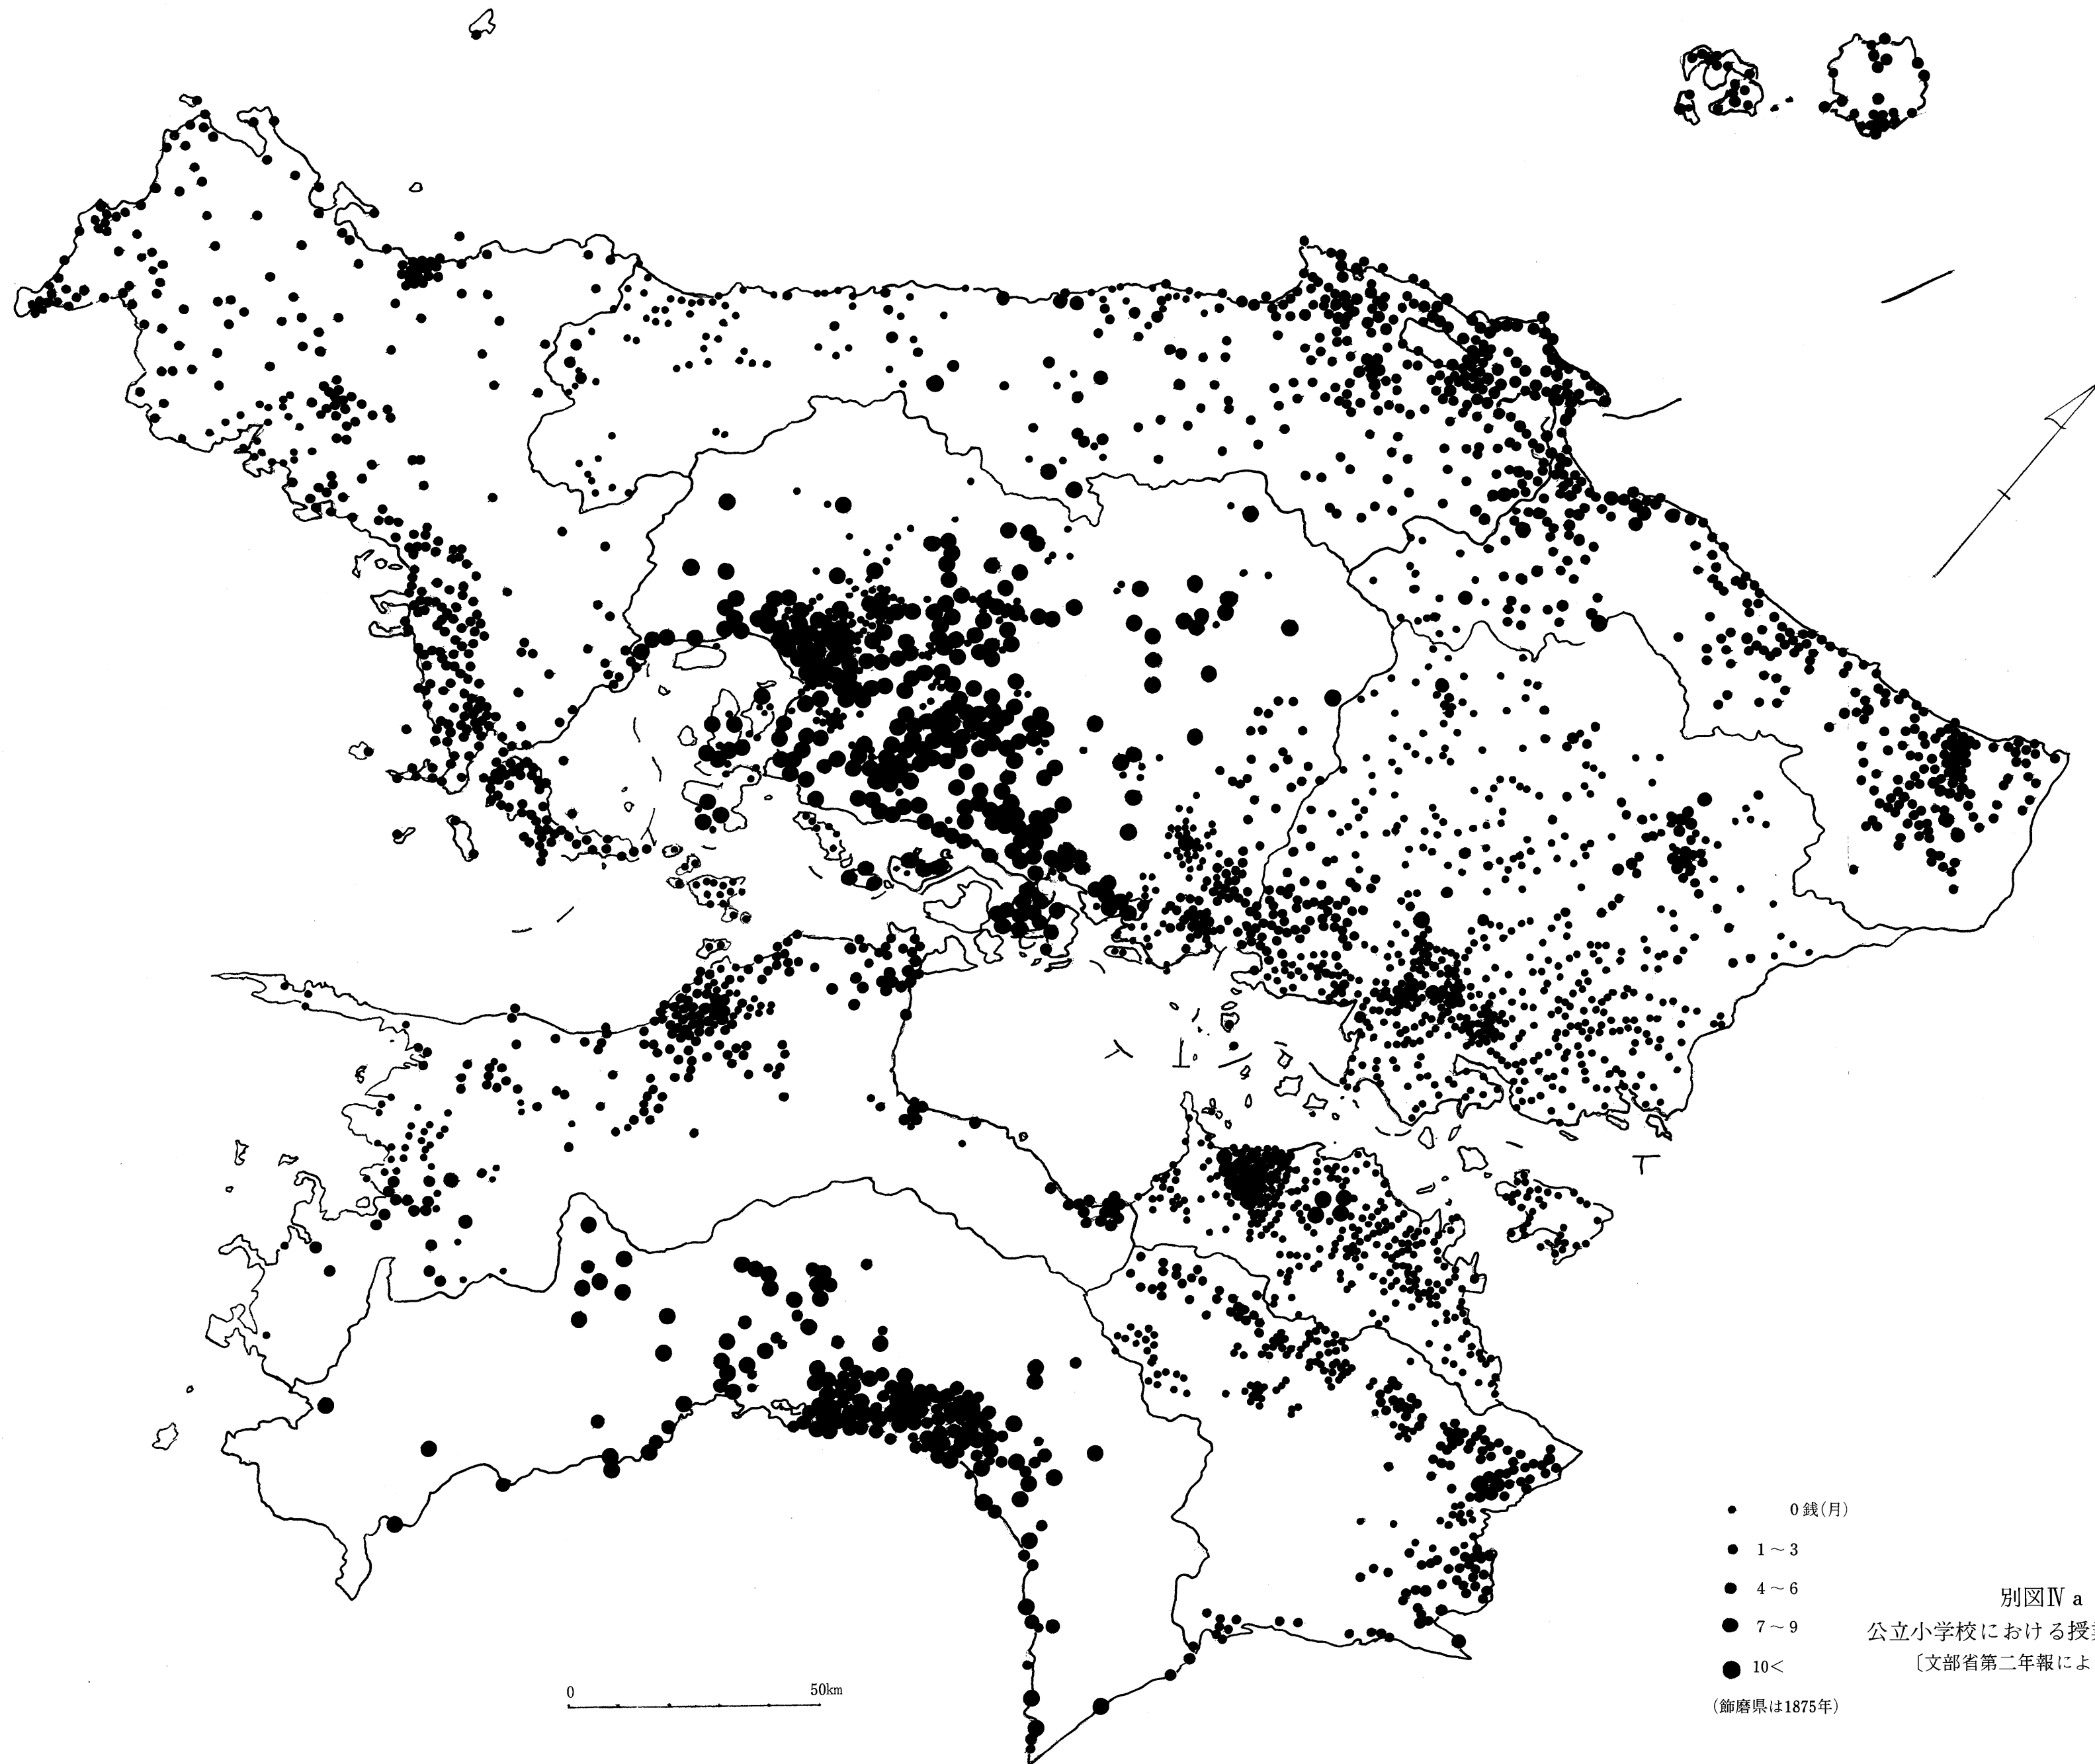 0 銭(月)
1～3
4～6
7～9
10<
(飾磨県は1875年)
別図Ⅳ a
公立小学校における授
〔文部省第二年報によ
0 50km